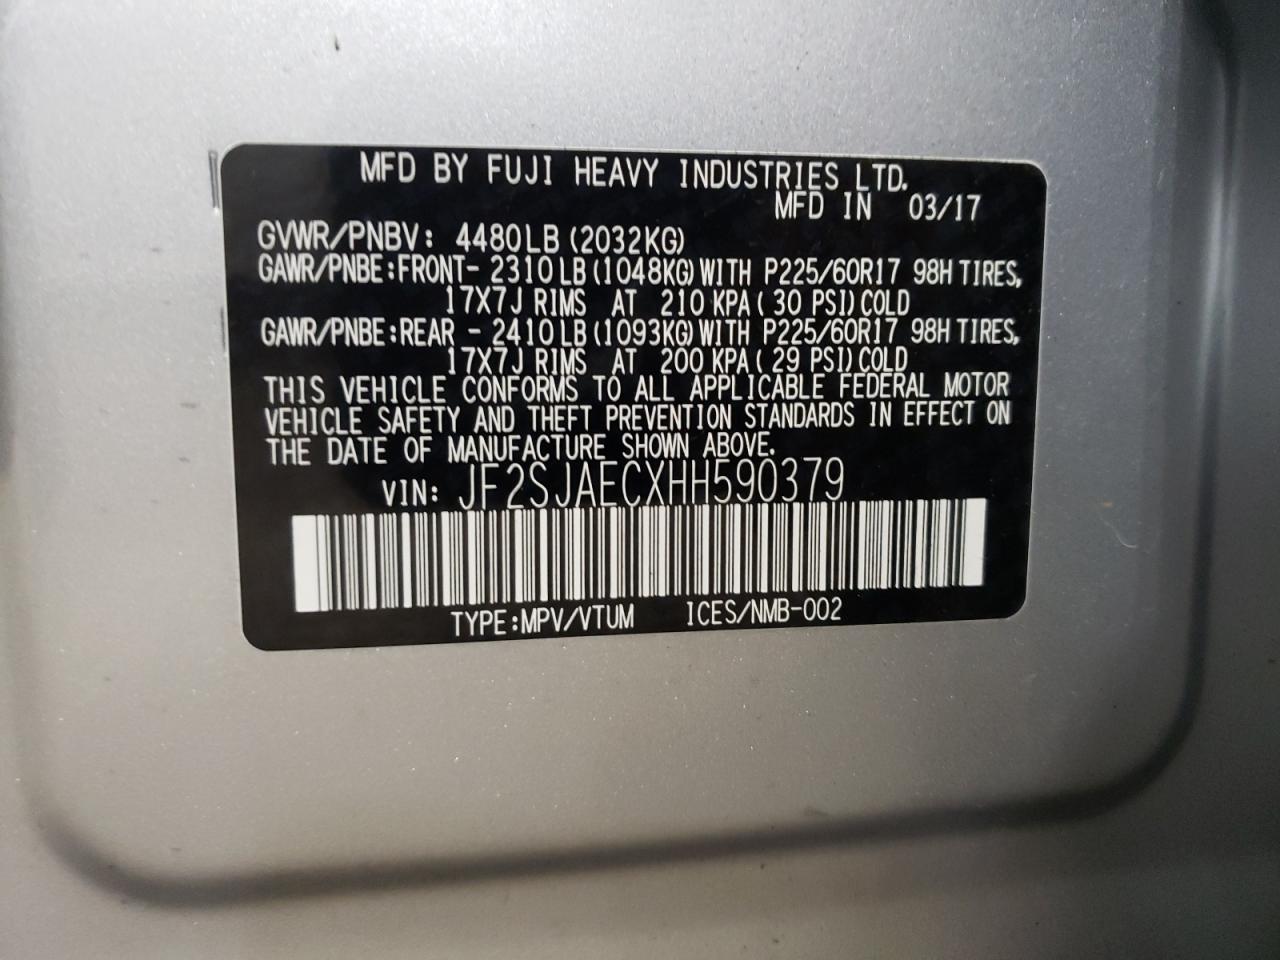 MFD BY FUJI HEAVY INDUSTRIES LTD.
MFD IN 03/17
GVWR/PNBV: 4480LB(2032KG)
GAWR/PNBE:FRONT- 2310LB(1048KG)WITH P225/60R17 98H TIRES,
17X7J RIMS AT 210 KPA( 30 PSI)COLD
GAWR/PNBE:REAR - 2410LB(1093KG)WITH P225/60R17 98H TIRES,
17X7J RIMS AT 200 KPA( 29 PSI)COLD
THIS VEHICLE CONFORMS TO ALL APPLICABLE FEDERAL MOTOR
VEHICLE SAFETY AND THEFT PREVENTION STANDARDS IN EFFECT ON
THE DATE OF MANUFACTURE SHOWN ABOVE.
VIN: JF2SJAECXHH590379
TYPE:MPV/VTUM ICES/NMB-002